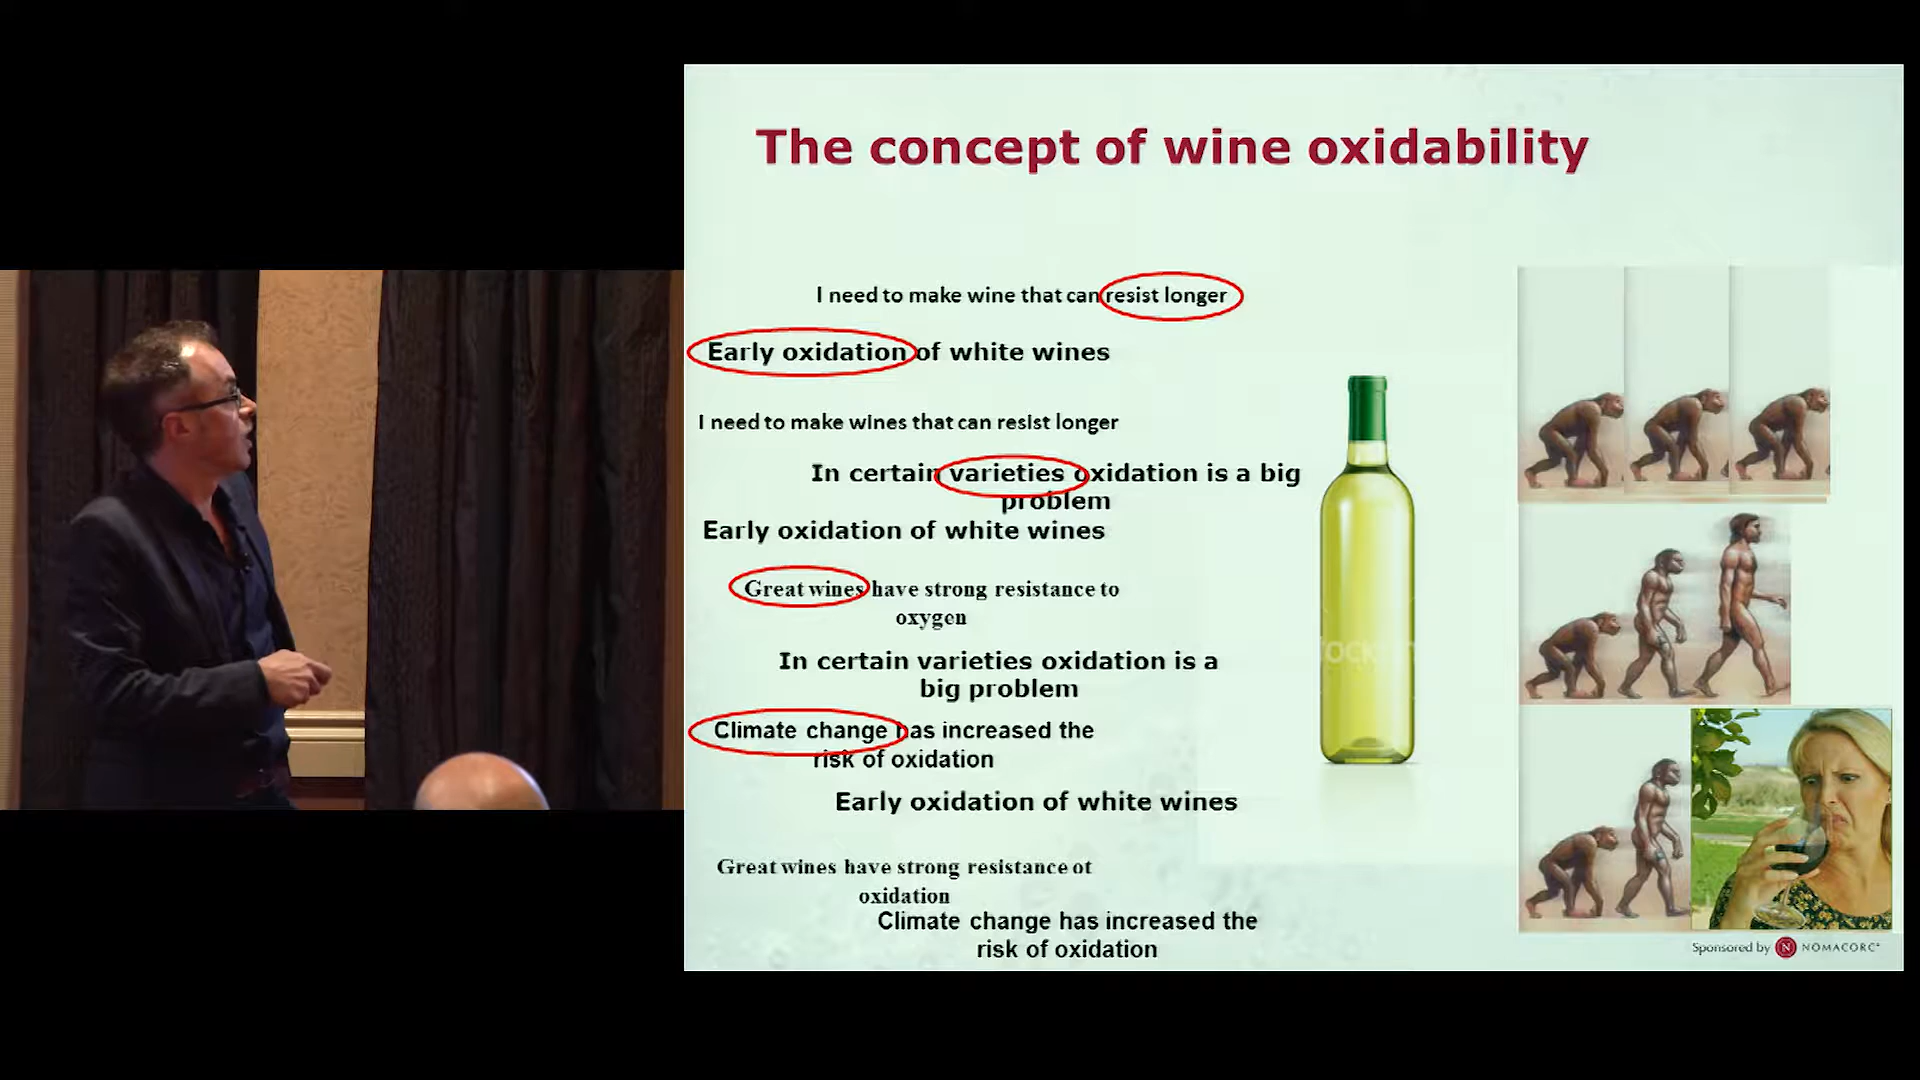 The concept of wine oxidability
I need to make wine that can resist longer
Early oxidation of white wines
I need to make wines that can resist longer
In certain varieties oxidation is a big
problem
Early oxidation of white wines
Great wines have strong resistance to
oxygen
In certain varieties oxidation is a
big problem
Climate change has increased the
risk of oxidation
Early oxidation of white wines
Great wines have strong resistance ot
oxidation
Climate change has increased the
risk of oxidation
Sponsored by N NOMACORC